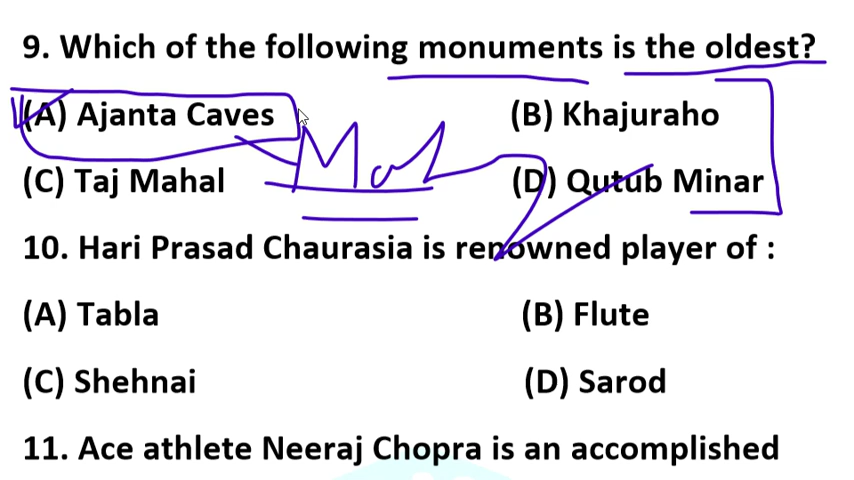 9. Which of the following monuments is the oldest?
(A) Ajanta Caves (B) Khajuraho
(C) Taj Mahal (D) Qutub Minar
10. Hari Prasad Chaurasia is renowned player of :
(A) Tabla (B) Flute
(C) Shehnai (D) Sarod
11. Ace athlete Neeraj Chopra is an accomplished